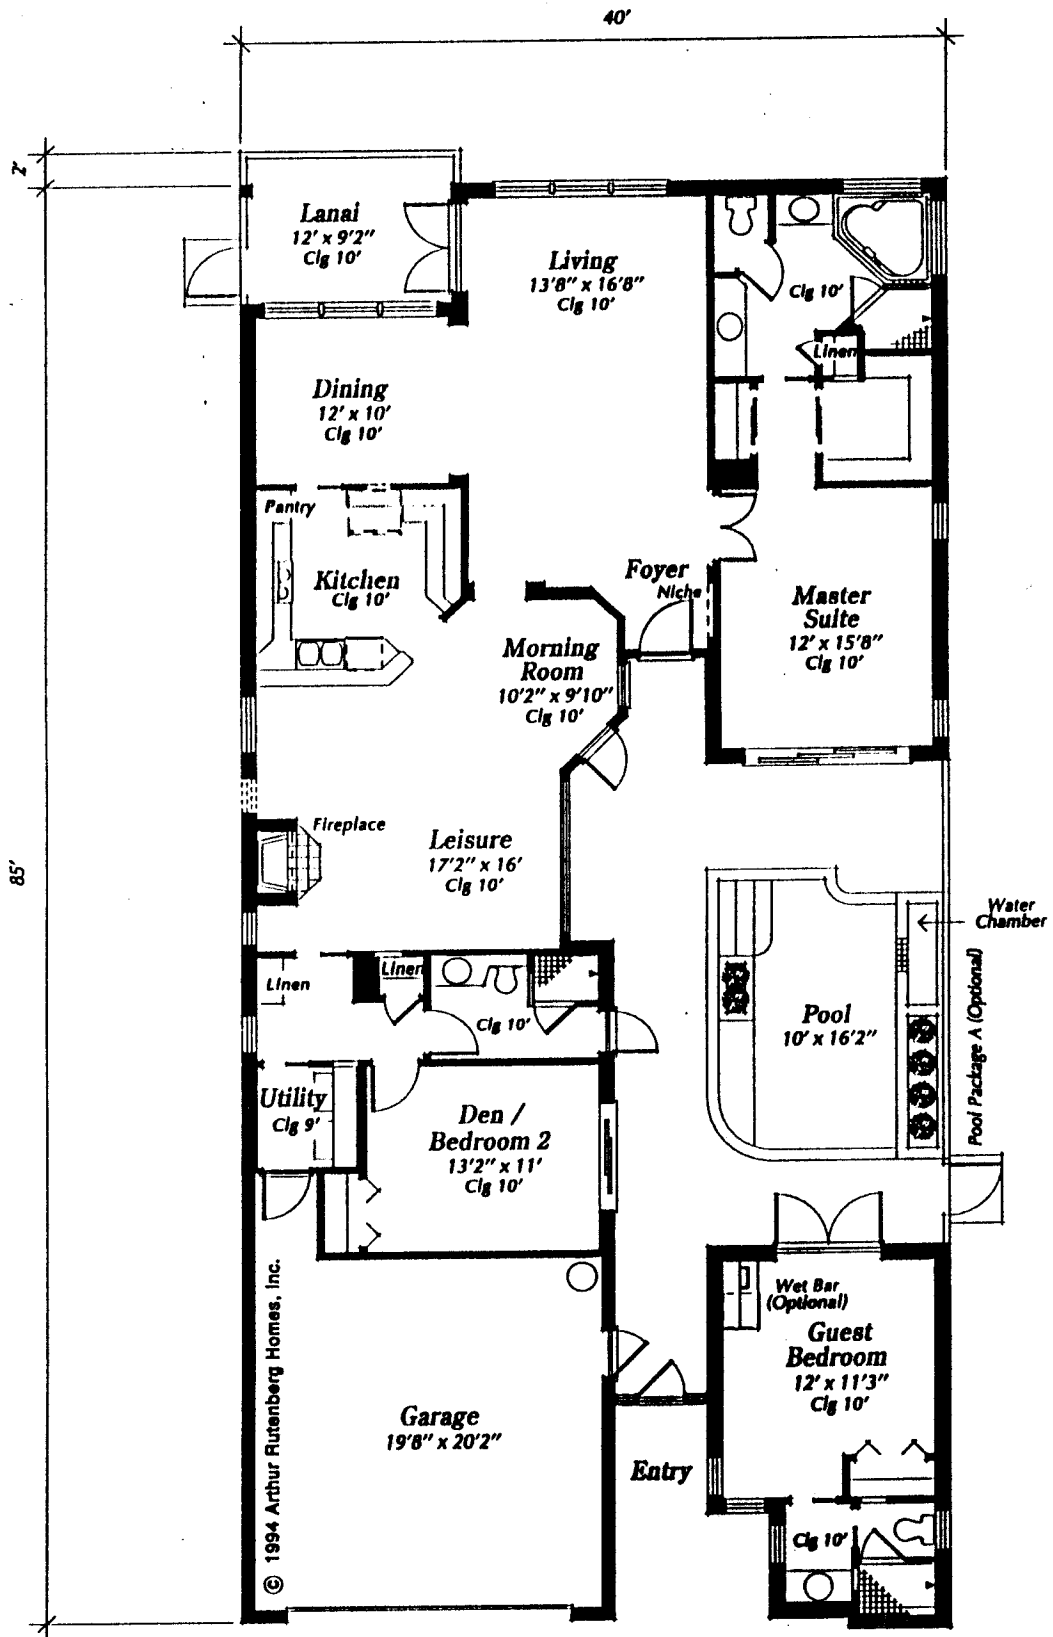 40'
2'
Lanai
12' x 9'2"
Clg 10'
Living
13'8" x 16'8"
Clg 10'
Clg 10'
Linen
Dining
12' x 10'
Clg 10'
Pantry
Kitchen
Clg 10'
Foyer
Niche
Master
Suite
12' x 15'8"
Clg 10'
Morning
Room
10'2" x 9'10"
Clg 10'
85'
Fireplace
Leisure
17'2" x 16'
Clg 10'
Water
Chamber
Linen
Linen
Clg 10'
Pool
10' x 16'2"
Pool Package A (Optional)
Utility
Clg 9'
Den /
Bedroom 2
13'2" x 11'
Clg 10'
Wet Bar
(Optional)
Guest
Bedroom
12' x 11'3"
Clg 10'
Garage
19'8" x 20'2"
Entry
Clg 10'
© 1994 Arthur Rutenberg Homes, Inc.